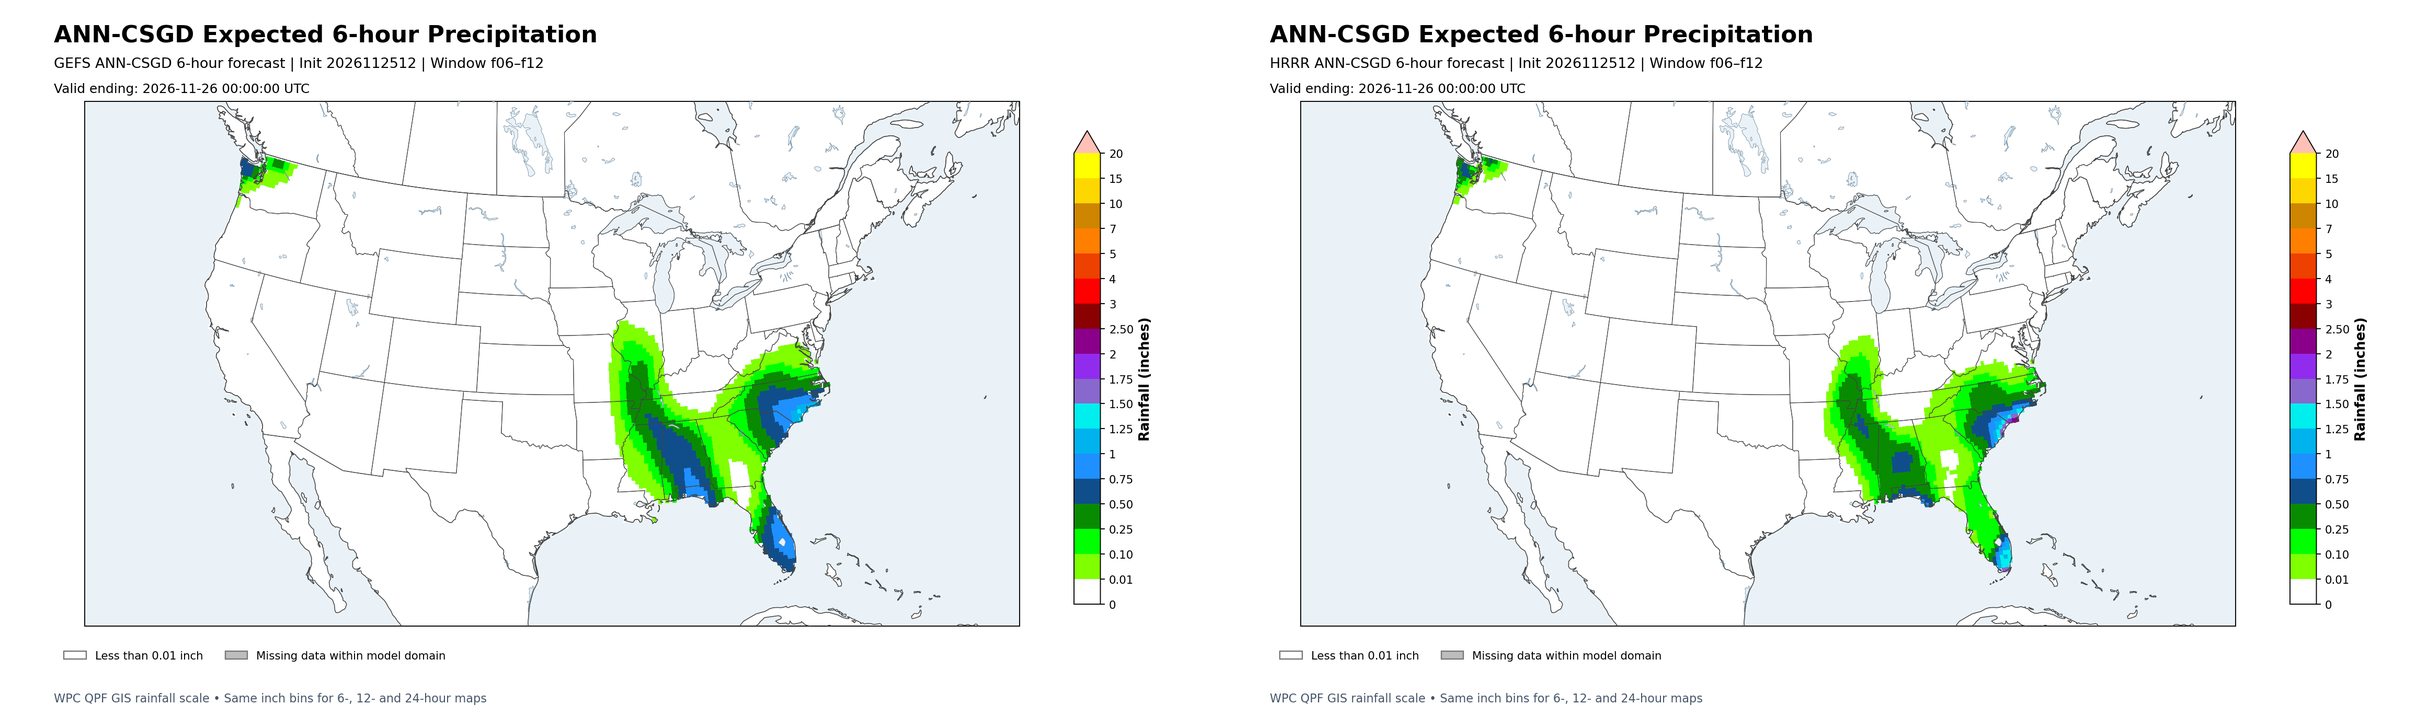 ANN-CSGD Expected 6-hour Precipitation
GEFS ANN-CSGD 6-hour forecast | Init 2026112512 | Window f06–f12
Valid ending: 2026-11-26 00:00:00 UTC
20
15
10
7
5
4
3
2.50
2
1.75
1.50
1.25
1
0.75
0.50
0.25
0.10
0.01
0
Rainfall (inches)
Less than 0.01 inch
Missing data within model domain
WPC QPF GIS rainfall scale • Same inch bins for 6-, 12- and 24-hour maps
ANN-CSGD Expected 6-hour Precipitation
HRRR ANN-CSGD 6-hour forecast | Init 2026112512 | Window f06–f12
Valid ending: 2026-11-26 00:00:00 UTC
20
15
10
7
5
4
3
2.50
2
1.75
1.50
1.25
1
0.75
0.50
0.25
0.10
0.01
0
Rainfall (inches)
Less than 0.01 inch
Missing data within model domain
WPC QPF GIS rainfall scale • Same inch bins for 6-, 12- and 24-hour maps